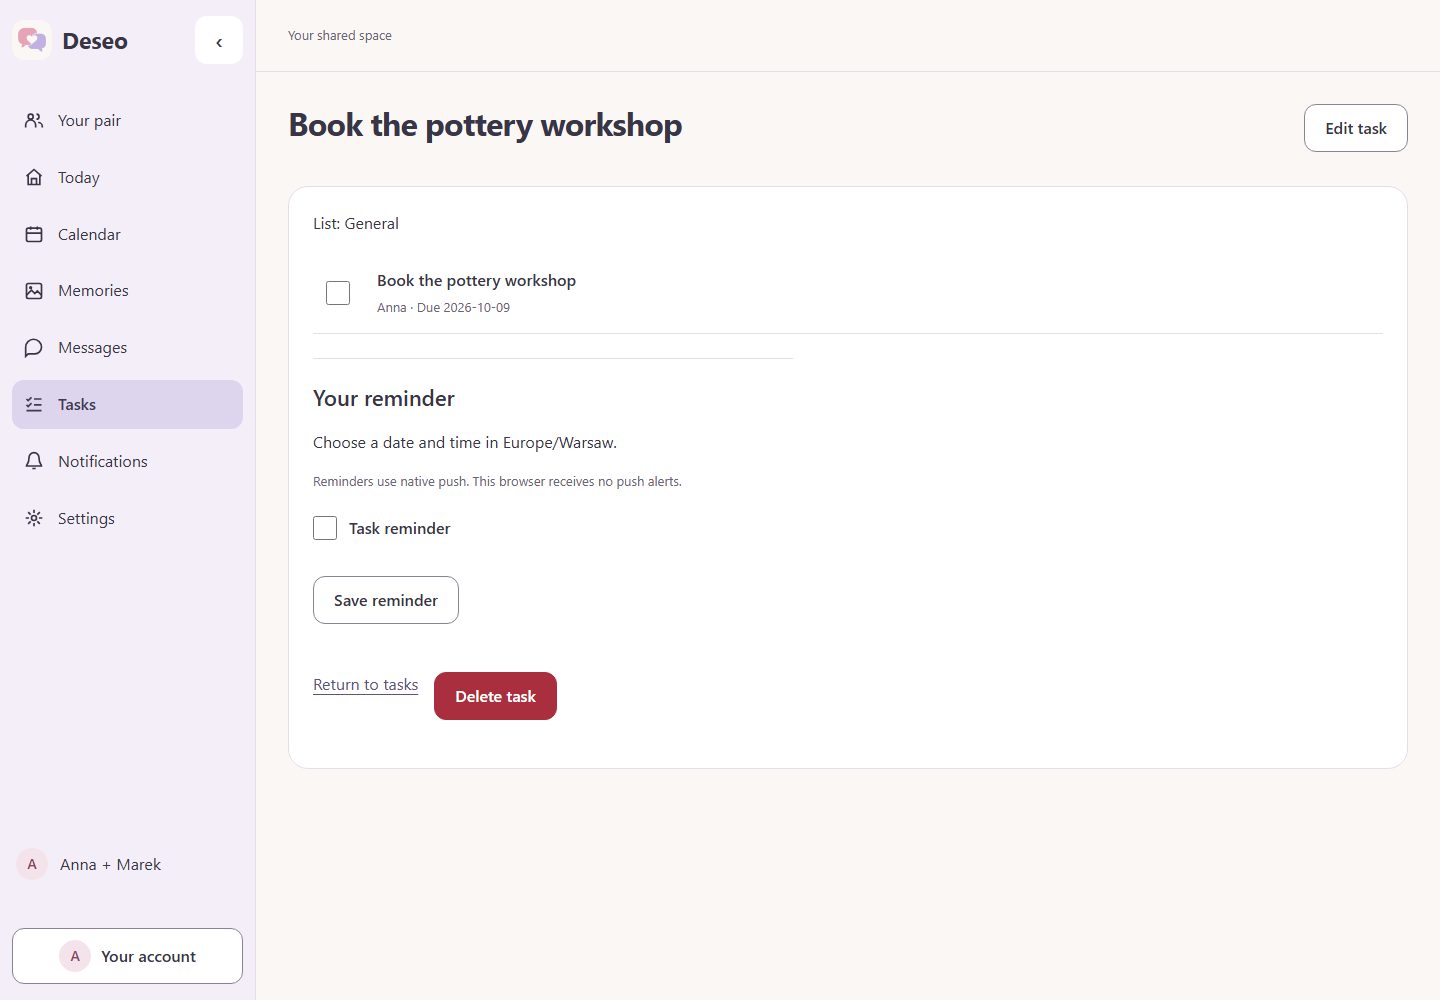 Deseo
‹
Your pair
Today
Calendar
Memories
Messages
Tasks
Notifications
Settings
A
Anna + Marek
A
Your account
Your shared space
Book the pottery workshop
Edit task
List: General
Book the pottery workshop
Anna · Due 2026-10-09
Your reminder
Choose a date and time in Europe/Warsaw.
Reminders use native push. This browser receives no push alerts.
Task reminder
Save reminder
Return to tasks
Delete task